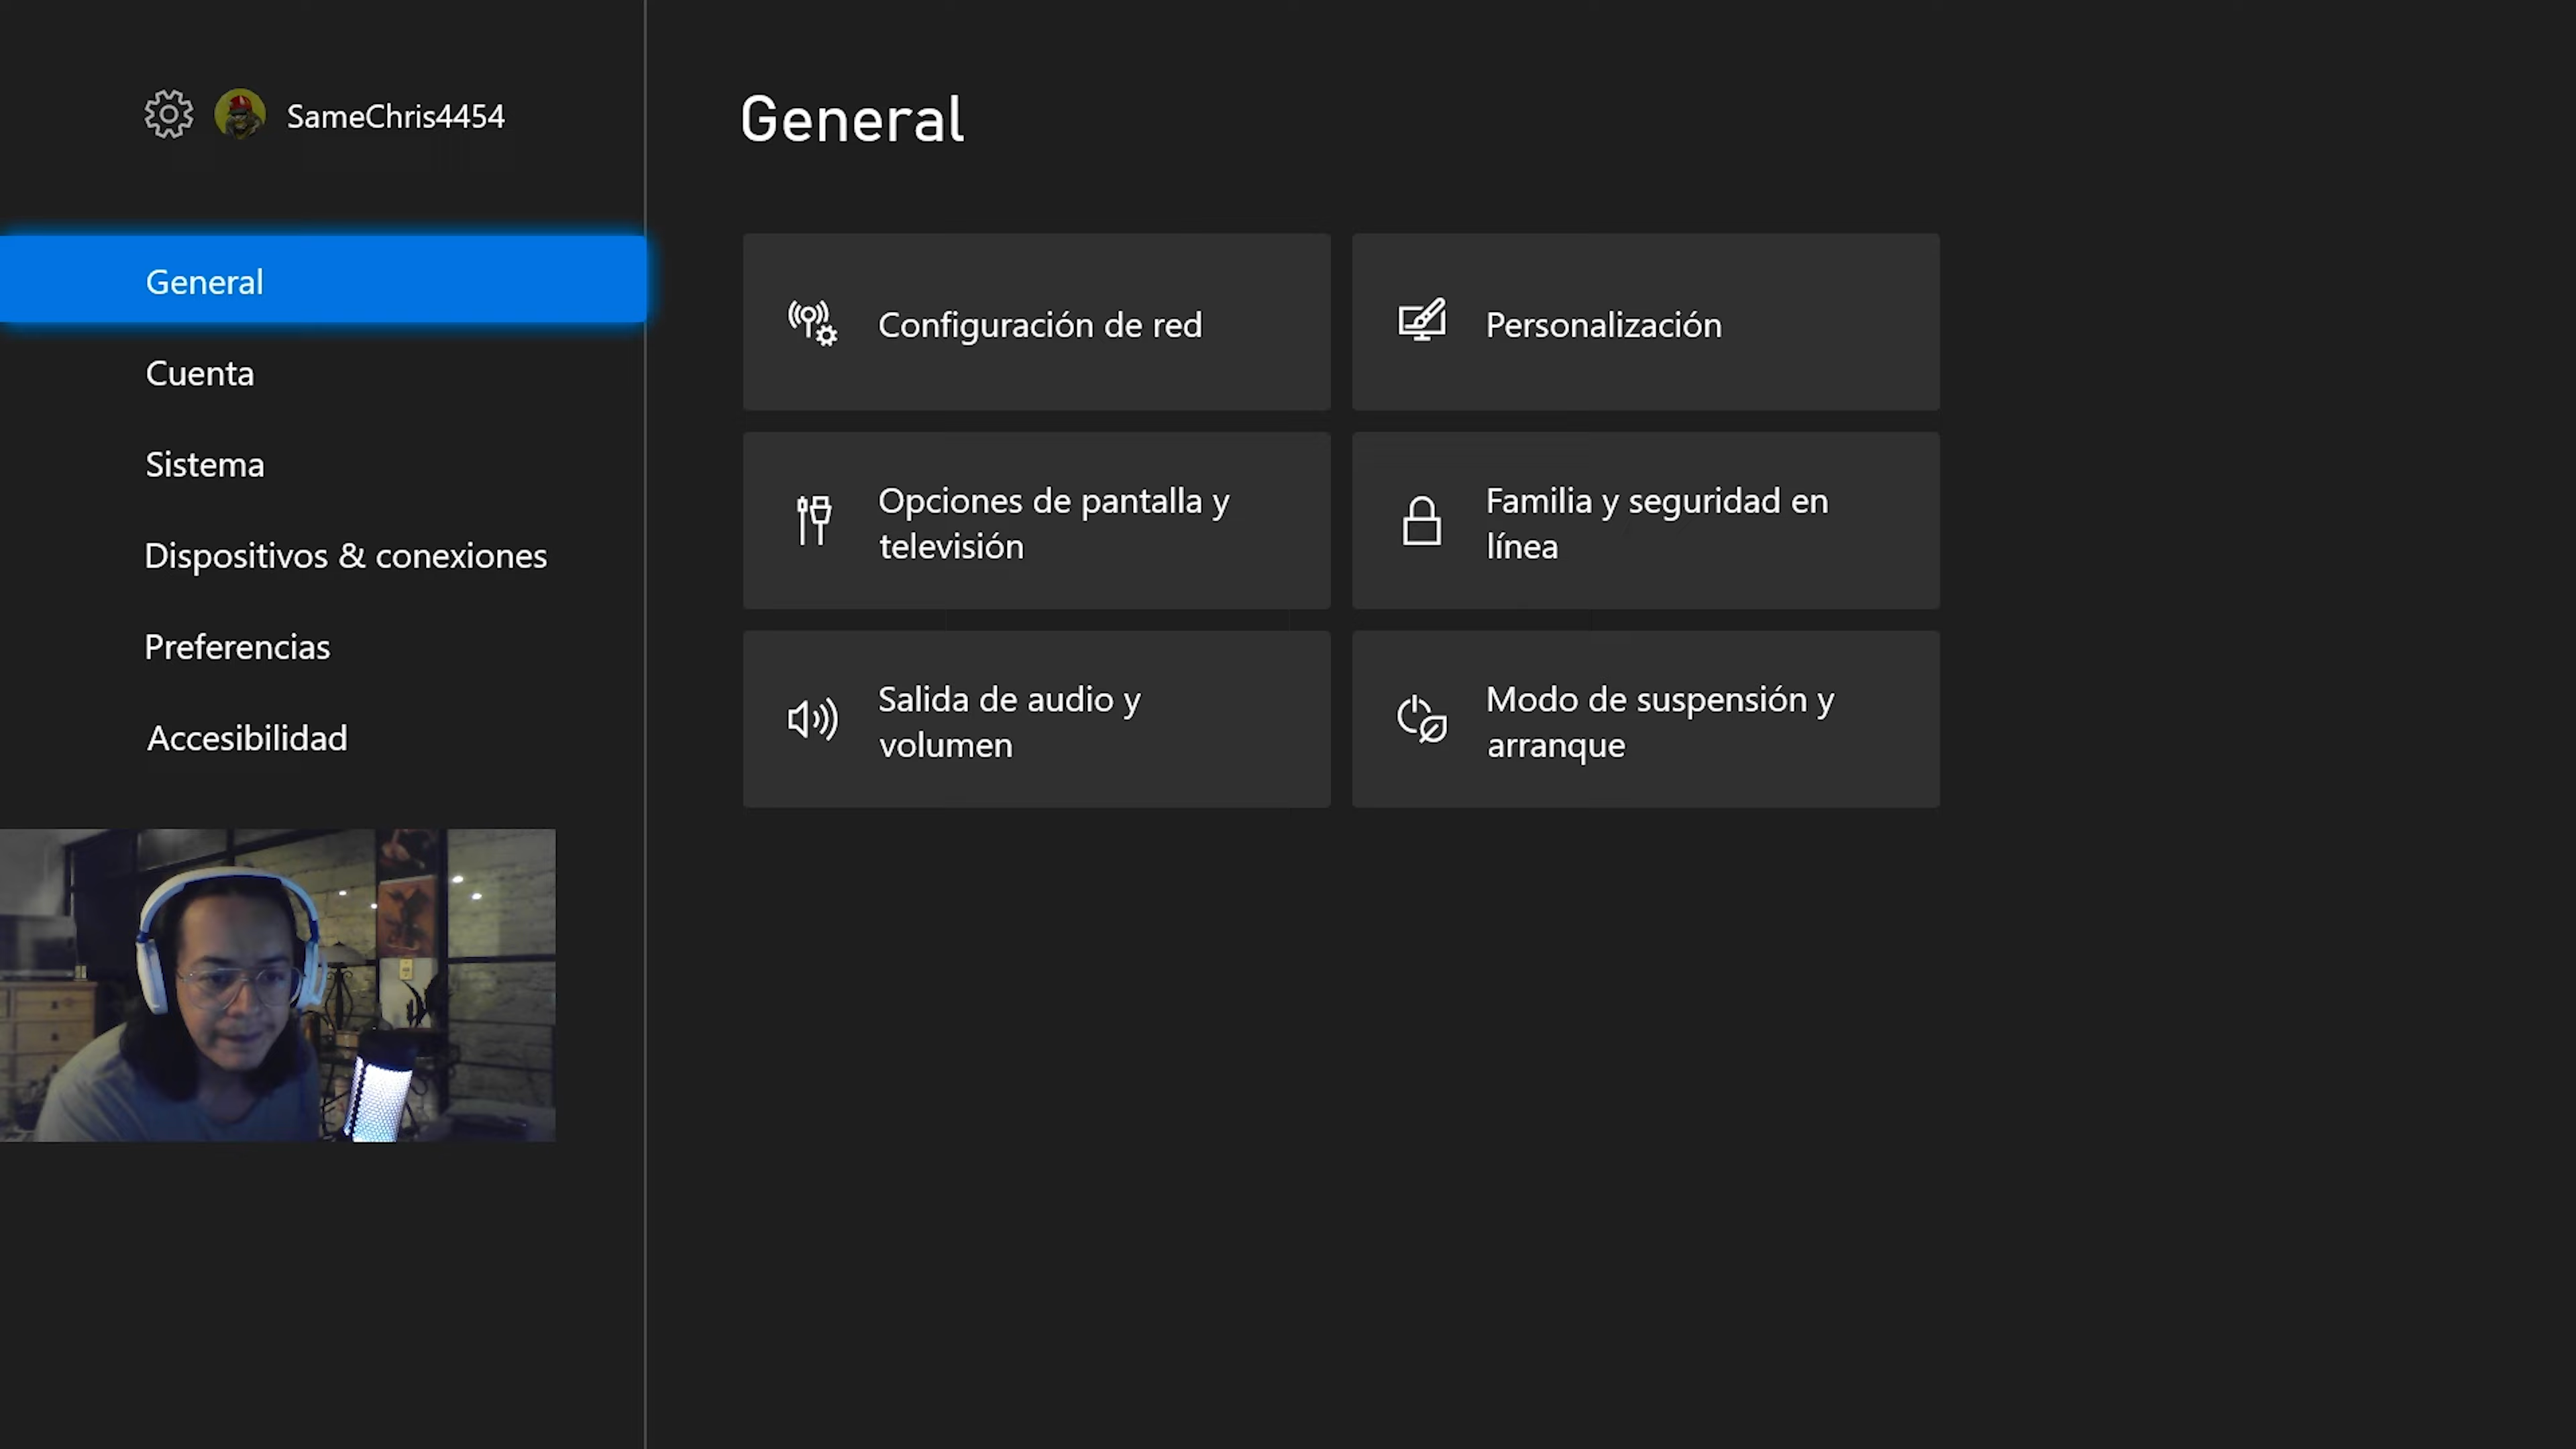 SameChris4454
General
Cuenta
Sistema
Dispositivos & conexiones
Preferencias
Accesibilidad
General
Configuración de red
Personalización
Opciones de pantalla y
televisión
Familia y seguridad en
línea
Salida de audio y
volumen
Modo de suspensión y
arranque